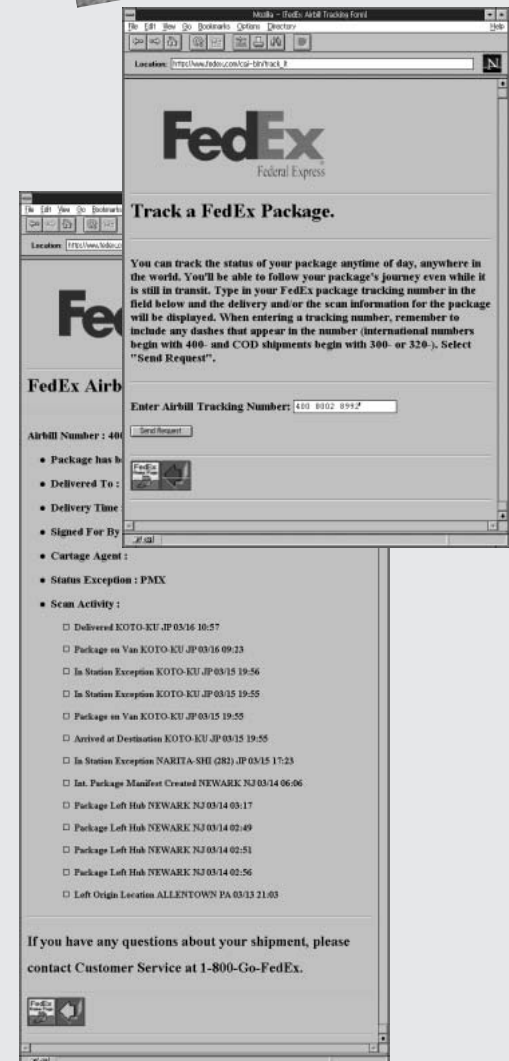 Mozilla - [FedEx Airbill Tracking Form]
File Edit View Go Bookmarks Options Directory Help
Location: http://www.fedex.com/cgi-bin/track_it
N
FedEx
Federal Express
Track a FedEx Package.
You can track the status of your package anytime of day, anywhere in
the world. You'll be able to follow your package's journey even while it
is still in transit. Type in your FedEx package tracking number in the
field below and the delivery and/or the scan information for the package
will be displayed. When entering a tracking number, remember to
include any dashes that appear in the number (international numbers
begin with 400- and COD shipments begin with 300- or 320-). Select
"Send Request".
Enter Airbill Tracking Number: 400 8002 0992
Send Request
FedEx
File Edit View Go Bookmarks
Location:
Fe
FedEx Airb
Airbill Number : 40
• Package has b
• Delivered To :
• Delivery Time
• Signed For By
• Cartage Agent :
• Status Exception : PMX
• Scan Activity :
□ Delivered KOTO-KU JP 03/16 10:57
□ Package on Van KOTO-KU JP 03/16 09:23
□ In Station Exception KOTO-KU JP 03/15 19:56
□ In Station Exception KOTO-KU JP 03/15 19:55
□ Package on Van KOTO-KU JP 03/15 19:55
□ Arrived at Destination KOTO-KU JP 03/15 19:55
□ In Station Exception NARITA-SHI (282) JP 03/15 17:23
□ Int. Package Manifest Created NEWARK NJ 03/14 06:06
□ Package Left Hub NEWARK NJ 03/14 03:17
□ Package Left Hub NEWARK NJ 03/14 02:49
□ Package Left Hub NEWARK NJ 03/14 02:51
□ Package Left Hub NEWARK NJ 03/14 02:56
□ Left Origin Location ALLENTOWN PA 03/13 21:03
If you have any questions about your shipment, please
contact Customer Service at 1-800-Go-FedEx.
FedEx